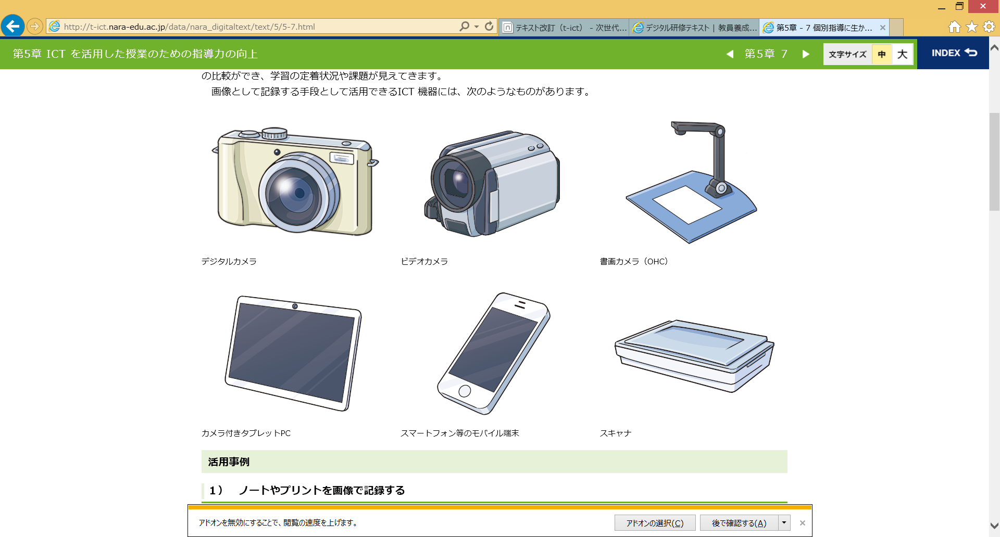 http://t-ict.nara-edu.ac.jp/data/nara_digitaltext/text/5/5-7.html
テキスト改訂（t-ict） - 次世代...
デジタル研修テキスト | 教員養成...
第5章 - 7 個別指導に生か...
第5章 ICT を活用した授業のための指導力の向上
第5章 7
文字サイズ 中 大
INDEX
の比較ができ、学習の定着状況や課題が見えてきます。
画像として記録する手段として活用できるICT 機器には、次のようなものがあります。
デジタルカメラ
ビデオカメラ
書画カメラ（OHC）
カメラ付きタブレットPC
スマートフォン等のモバイル端末
スキャナ
活用事例
１）　ノートやプリントを画像で記録する
アドオンを無効にすることで、閲覧の速度を上げます。
アドオンの選択(C)
後で確認する(A)